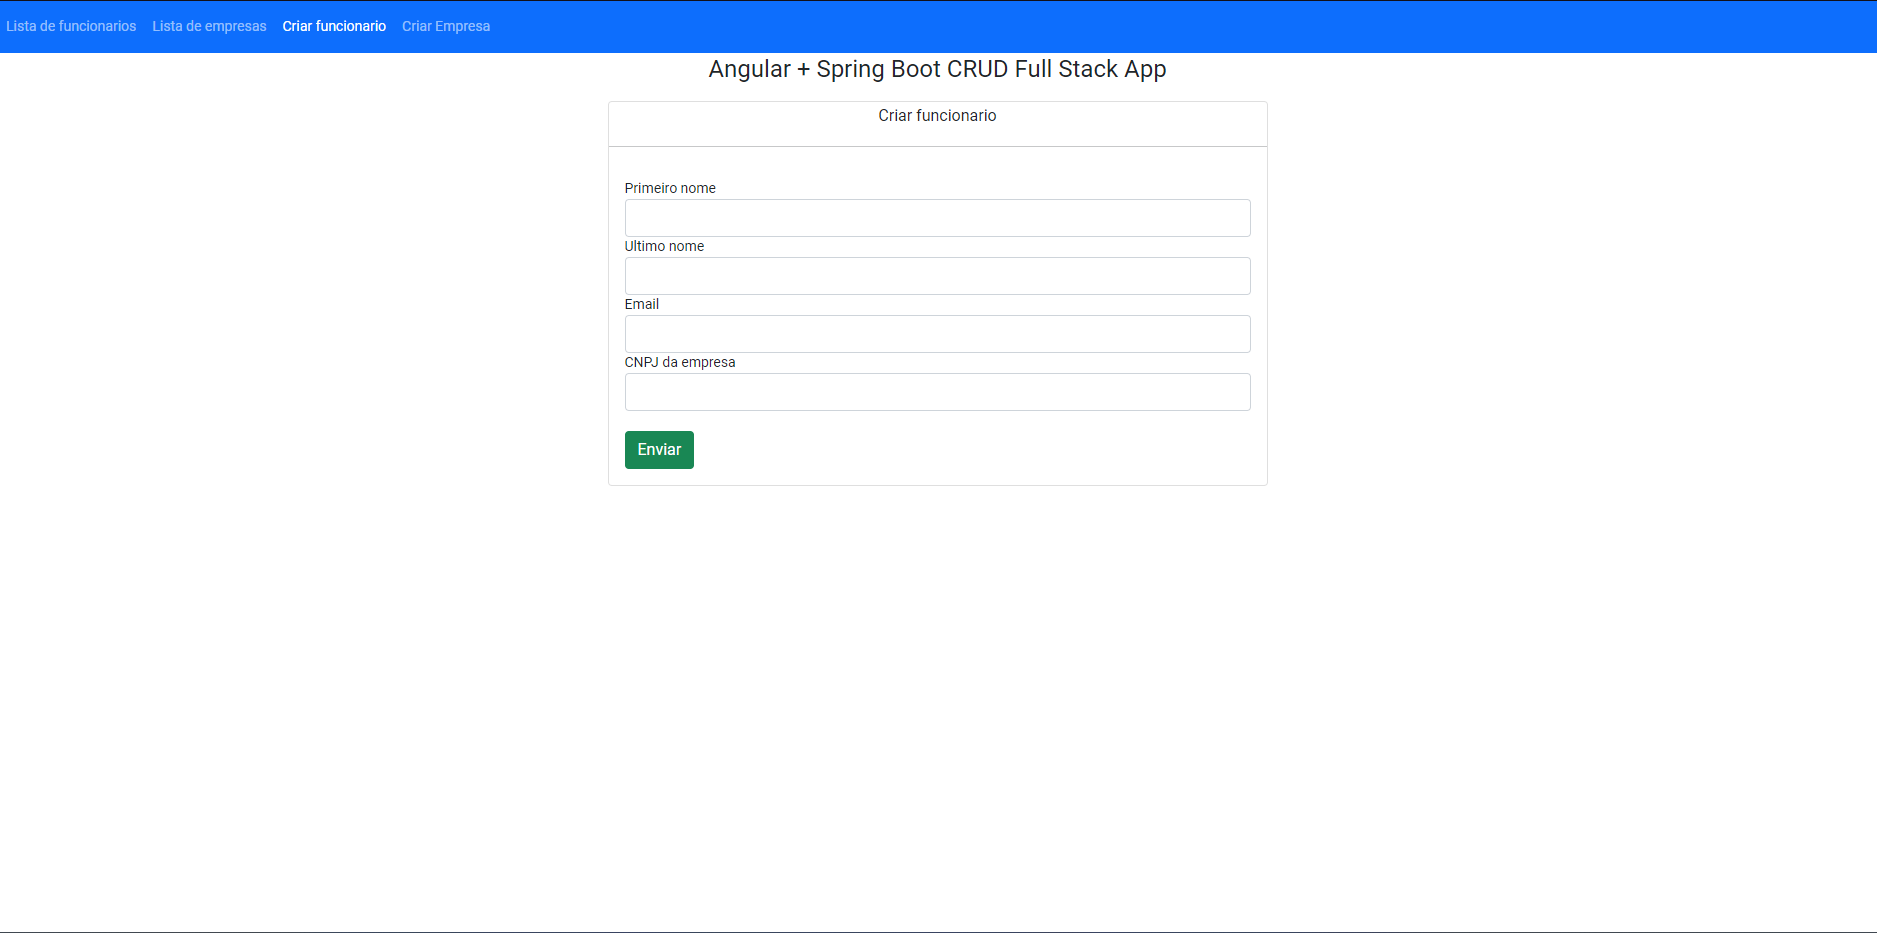 Lista de funcionarios Lista de empresas Criar funcionario Criar Empresa
Angular + Spring Boot CRUD Full Stack App
Criar funcionario
Primeiro nome
Ultimo nome
Email
CNPJ da empresa
Enviar